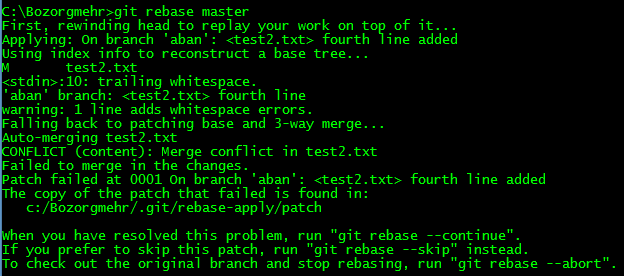 C:\Bozorgmehr>git rebase master
First, rewinding head to replay your work on top of it...
Applying: On branch 'aban': <test2.txt> fourth line added
Using index info to reconstruct a base tree...
M       test2.txt
<stdin>:10: trailing whitespace.
'aban' branch: <test2.txt> fourth line
warning: 1 line adds whitespace errors.
Falling back to patching base and 3-way merge...
Auto-merging test2.txt
CONFLICT (content): Merge conflict in test2.txt
Failed to merge in the changes.
Patch failed at 0001 On branch 'aban': <test2.txt> fourth line added
The copy of the patch that failed is found in:
   c:/Bozorgmehr/.git/rebase-apply/patch

When you have resolved this problem, run "git rebase --continue".
If you prefer to skip this patch, run "git rebase --skip" instead.
To check out the original branch and stop rebasing, run "git rebase --abort".